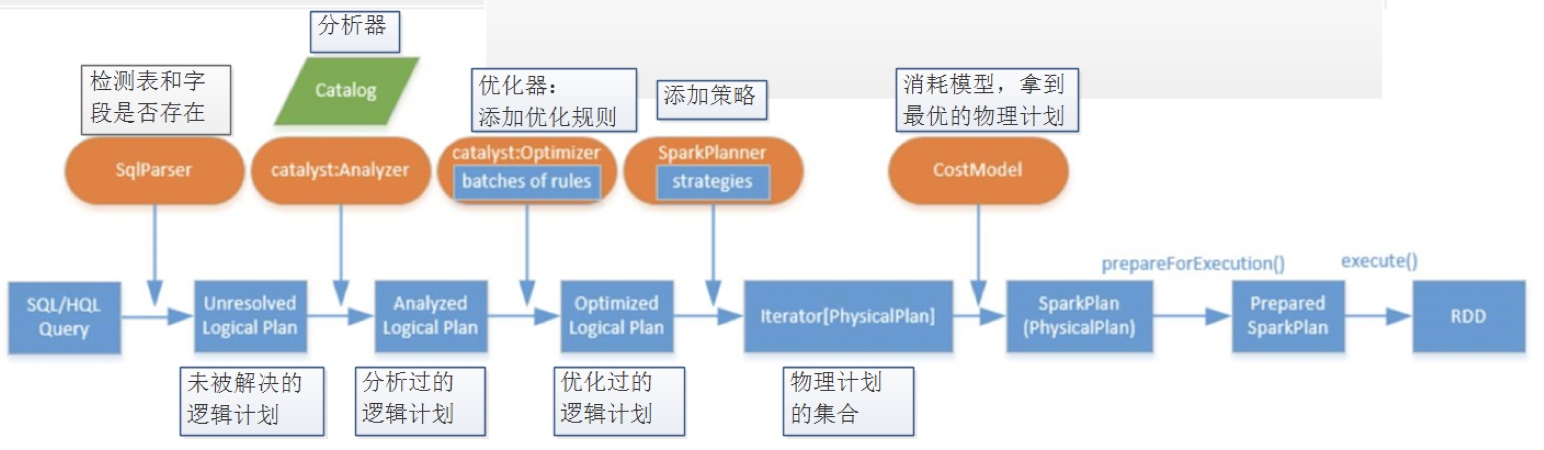 分析器
检测表和字
段是否存在
Catalog
优化器：
添加优化规则
添加策略
消耗模型，拿到
最优的物理计划
SqlParser
catalyst:Analyzer
catalyst:Optimizer
batches of rules
SparkPlanner
strategies
CostModel
prepareForExecution()
execute()
SQL/HQL
Query
Unresolved
Logical Plan
Analyzed
Logical Plan
Optimized
Logical Plan
Iterator[PhysicalPlan]
SparkPlan
(PhysicalPlan)
Prepared
SparkPlan
RDD
未被解决的
逻辑计划
分析过的
逻辑计划
优化过的
逻辑计划
物理计划
的集合